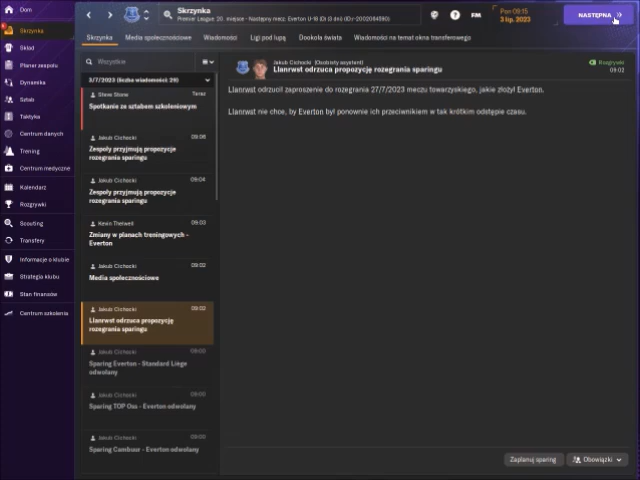 Dom
Skrzynka
Skład
Planer zespołu
Dynamika
Sztab
Taktyka
Centrum danych
Trening
Centrum medyczne
Kalendarz
Rozgrywki
Scouting
Transfery
Informacje o klubie
Strategia klubu
Stan finansów
Centrum szkolenia
Skrzynka
Premier League 20. miejsce - Następny mecz: Everton U-18 (D) (3 dni)
FM
Pon 09:15
3 lip. 2023
NASTĘPNA
Skrzynka
Media społecznościowe
Wiadomości
Ligi pod lupą
Dookoła świata
Wiadomości na temat okna transferowego
Wszystkie
3/7/2023 (liczba wiadomości: 29)
Steve Stone
Teraz
Spotkanie ze sztabem szkoleniowym
Jakub Cichocki
09:06
Zespoły przyjmują propozycje
rozegrania sparingu
Jakub Cichocki
09:04
Zespoły przyjmują propozycje
rozegrania sparingu
Kevin Thelwell
09:03
Zmiany w planach treningowych -
Everton
Jakub Cichocki
09:02
Media społecznościowe
Jakub Cichocki
Llanrwst odrzuca propozycję
rozegrania sparingu
Jakub Cichocki
09:00
Sparing Everton - Standard Liège
odwołany
Jakub Cichocki
09:00
Sparing TOP Oss - Everton odwołany
Jakub Cichocki
09:00
Sparing Cambuur - Everton odwołany
Jakub Cichocki (Osobisty asystent)
Llanrwst odrzuca propozycję rozegrania sparingu
Rozgrywki
09:02
Llanrwst odrzucił zaproszenie do rozegrania 27/7/2023 meczu towarzyskiego, jakie złożył Everton.
Llanrwst nie chce, by Everton był ponownie ich przeciwnikiem w tak krótkim odstępie czasu.
Zaplanuj sparing
Obowiązki